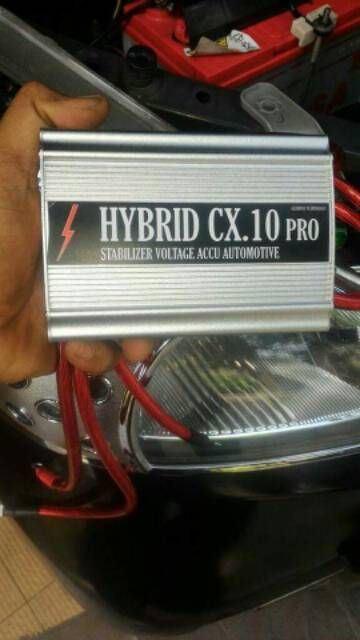 HYBRID CX.10 PRO
STABILIZER VOLTAGE ACCU AUTOMOTIVE